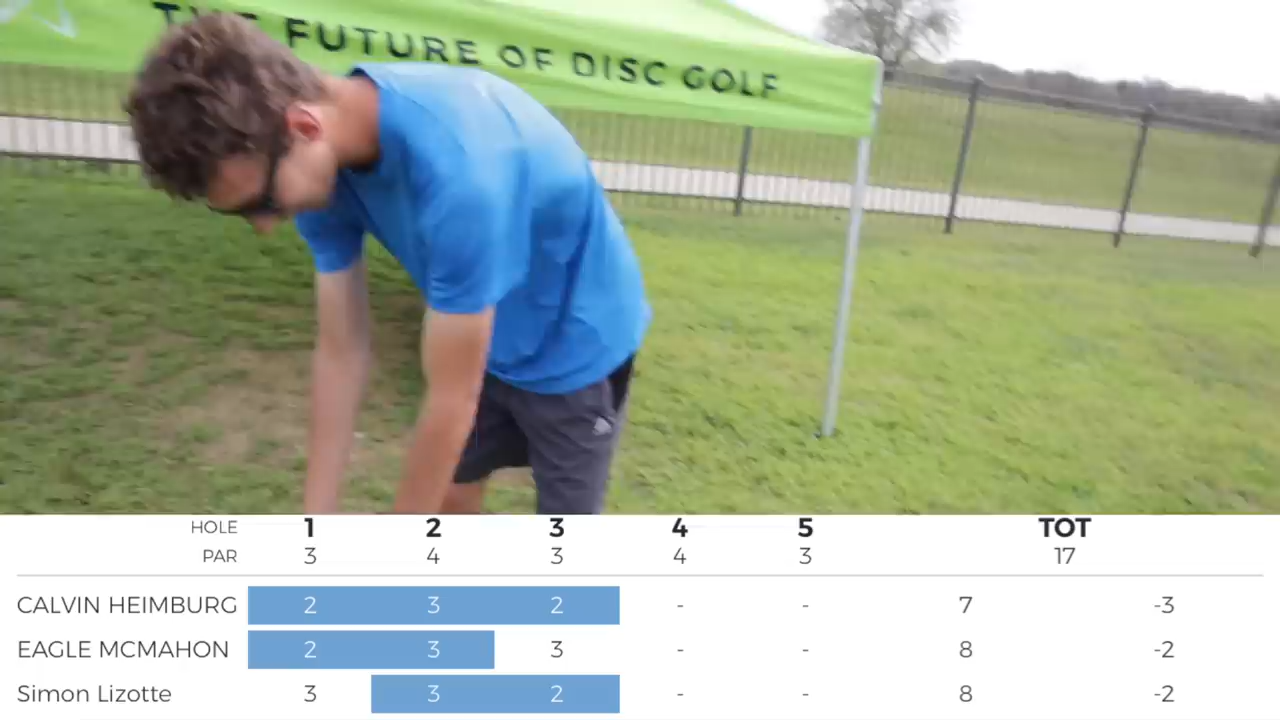 THE FUTURE OF DISC GOLF
HOLE 1 2 3 4 5 TOT
PAR 3 4 3 4 3 17
CALVIN HEIMBURG 2 3 2 - - 7 -3
EAGLE MCMAHON 2 3 3 - - 8 -2
Simon Lizotte 3 3 2 - - 8 -2